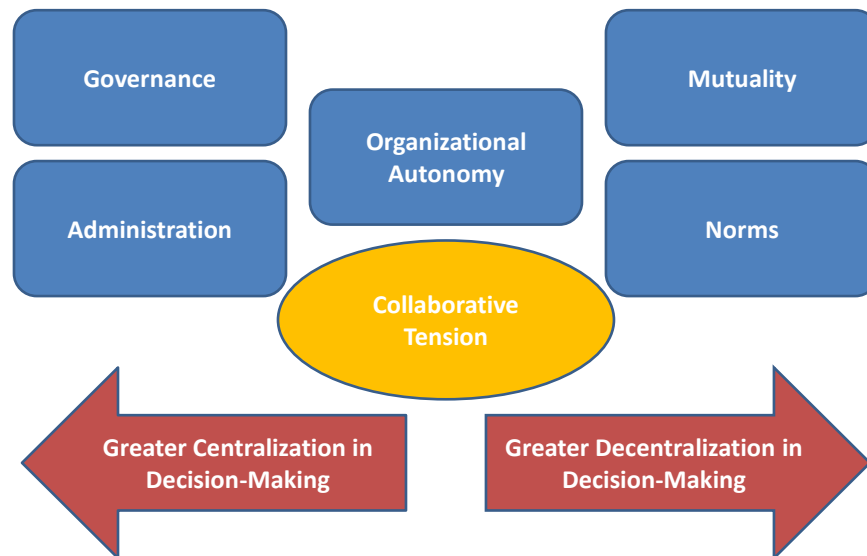 Governance
Mutuality
Organizational
Autonomy
Administration
Norms
Collaborative
Tension
Greater Centralization in
Decision-Making
Greater Decentralization in
Decision-Making